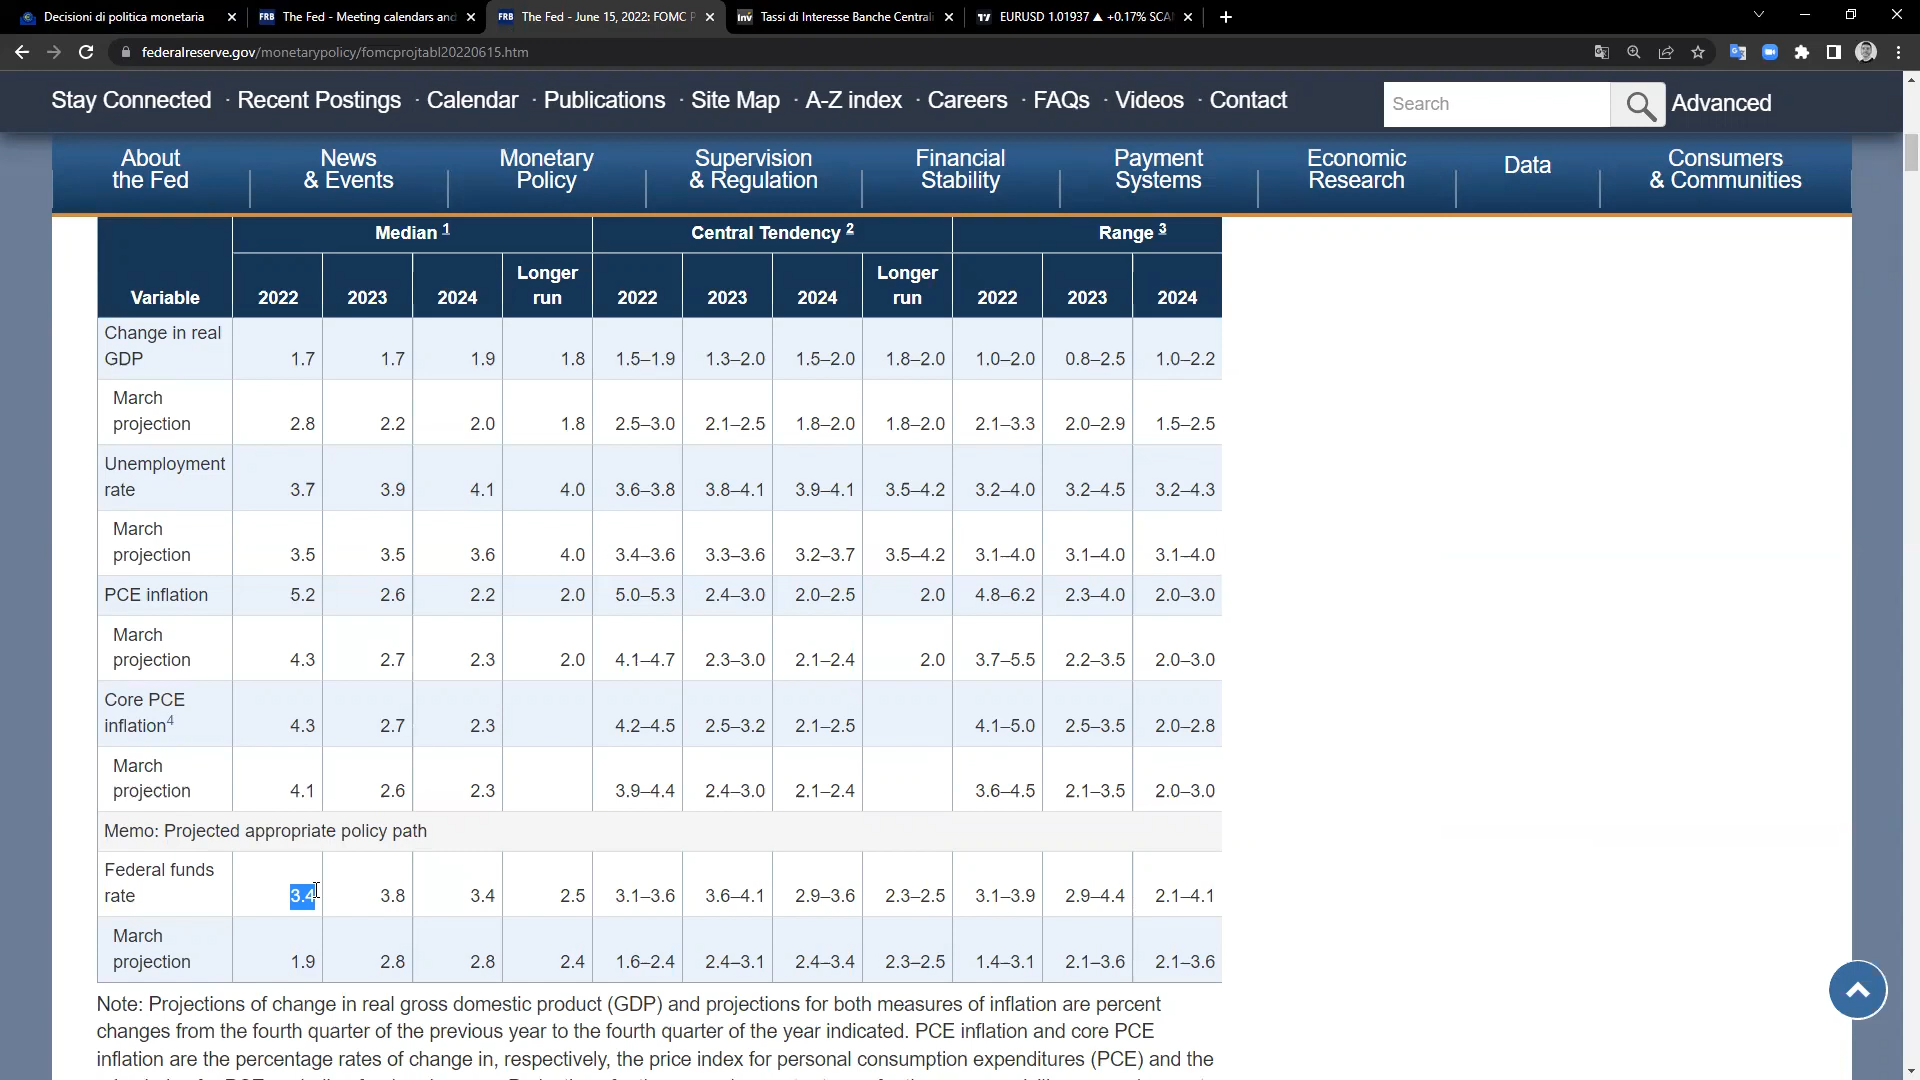 Decisioni di politica monetaria
The Fed - Meeting calendars and
The Fed - June 15, 2022: FOMC P
Tassi di Interesse Banche Centrali
EURUSD 1.01937 ▲ +0.17% SCA
federalreserve.gov/monetarypolicy/fomcprojtabl20220615.htm
Stay Connected · Recent Postings · Calendar · Publications · Site Map · A-Z index · Careers · FAQs · Videos · Contact
Search
Advanced
About
the Fed
News
& Events
Monetary
Policy
Supervision
& Regulation
Financial
Stability
Payment
Systems
Economic
Research
Data
Consumers
& Communities
Median 1 Central Tendency 2 Range 3
Variable 2022 2023 2024 Longer run 2022 2023 2024 Longer run 2022 2023 2024
Change in real
GDP 1.7 1.7 1.9 1.8 1.5–1.9 1.3–2.0 1.5–2.0 1.8–2.0 1.0–2.0 0.8–2.5 1.0–2.2
March
projection 2.8 2.2 2.0 1.8 2.5–3.0 2.1–2.5 1.8–2.0 1.8–2.0 2.1–3.3 2.0–2.9 1.5–2.5
Unemployment
rate 3.7 3.9 4.1 4.0 3.6–3.8 3.8–4.1 3.9–4.1 3.5–4.2 3.2–4.0 3.2–4.5 3.2–4.3
March
projection 3.5 3.5 3.6 4.0 3.4–3.6 3.3–3.6 3.2–3.7 3.5–4.2 3.1–4.0 3.1–4.0 3.1–4.0
PCE inflation 5.2 2.6 2.2 2.0 5.0–5.3 2.4–3.0 2.0–2.5 2.0 4.8–6.2 2.3–4.0 2.0–3.0
March
projection 4.3 2.7 2.3 2.0 4.1–4.7 2.3–3.0 2.1–2.4 2.0 3.7–5.5 2.2–3.5 2.0–3.0
Core PCE
inflation4 4.3 2.7 2.3 4.2–4.5 2.5–3.2 2.1–2.5 4.1–5.0 2.5–3.5 2.0–2.8
March
projection 4.1 2.6 2.3 3.9–4.4 2.4–3.0 2.1–2.4 3.6–4.5 2.1–3.5 2.0–3.0
Memo: Projected appropriate policy path
Federal funds
rate 3.4 3.8 3.4 2.5 3.1–3.6 3.6–4.1 2.9–3.6 2.3–2.5 3.1–3.9 2.9–4.4 2.1–4.1
March
projection 1.9 2.8 2.8 2.4 1.6–2.4 2.4–3.1 2.4–3.4 2.3–2.5 1.4–3.1 2.1–3.6 2.1–3.6
Note: Projections of change in real gross domestic product (GDP) and projections for both measures of inflation are percent
changes from the fourth quarter of the previous year to the fourth quarter of the year indicated. PCE inflation and core PCE
inflation are the percentage rates of change in, respectively, the price index for personal consumption expenditures (PCE) and the